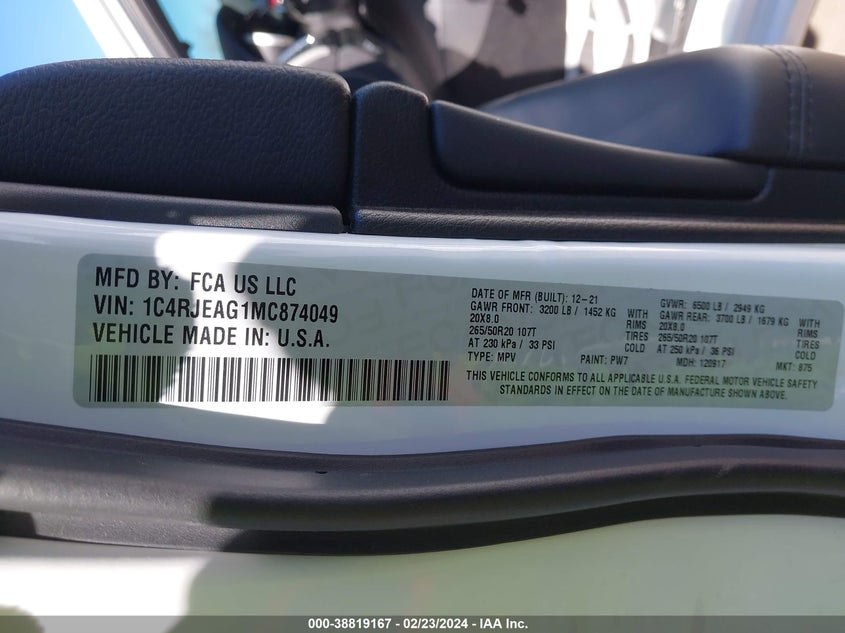 MFD BY: FCA US LLC
VIN: 1C4RJEAG1MC874049
VEHICLE MADE IN: U.S.A.
DATE OF MFR (BUILT): 12-21 GVWR: 6500 LB / 2949 KG
GAWR FRONT: 3200 LB / 1452 KG WITH GAWR REAR: 3700 LB / 1679 KG WITH
20X8.0 RIMS 20X8.0 RIMS
265/50R20 107T TIRES 265/50R20 107T TIRES
AT 230 kPa / 33 PSI COLD AT 250 kPa / 36 PSI COLD
TYPE: MPV PAINT: PW7 MDH: 120917 MKT: 875
THIS VEHICLE CONFORMS TO ALL APPLICABLE U.S.A. FEDERAL MOTOR VEHICLE SAFETY
STANDARDS IN EFFECT ON THE DATE OF MANUFACTURE SHOWN ABOVE.
000-38819167 - 02/23/2024 - IAA Inc.